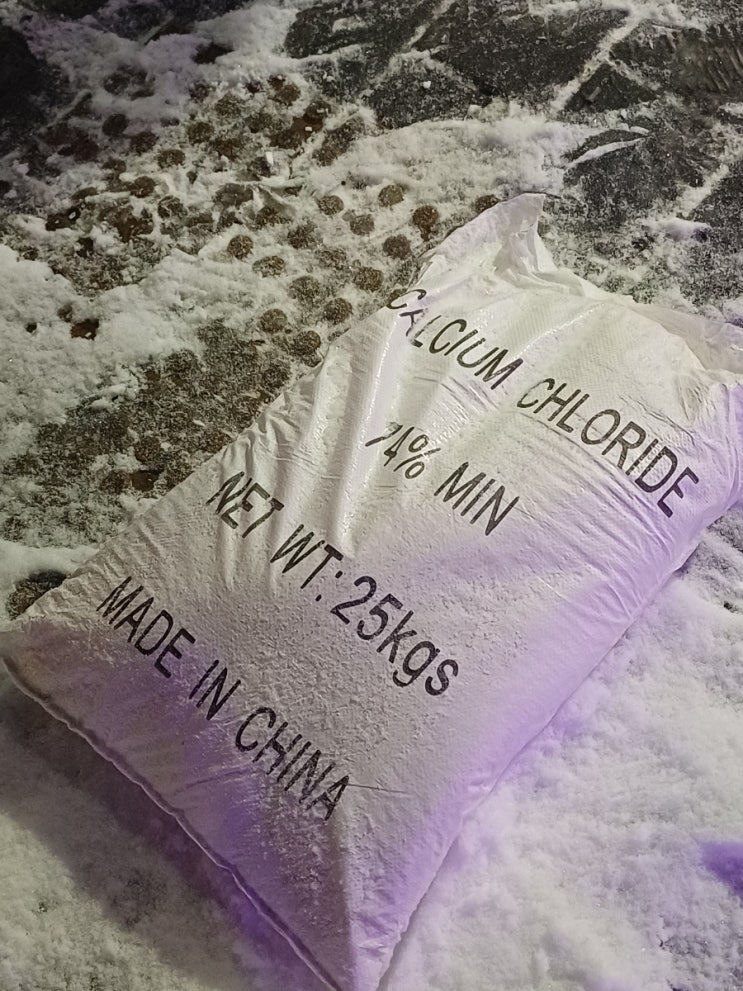 CALCIUM CHLORIDE
74% MIN
NET WT: 25kgs
MADE IN CHINA